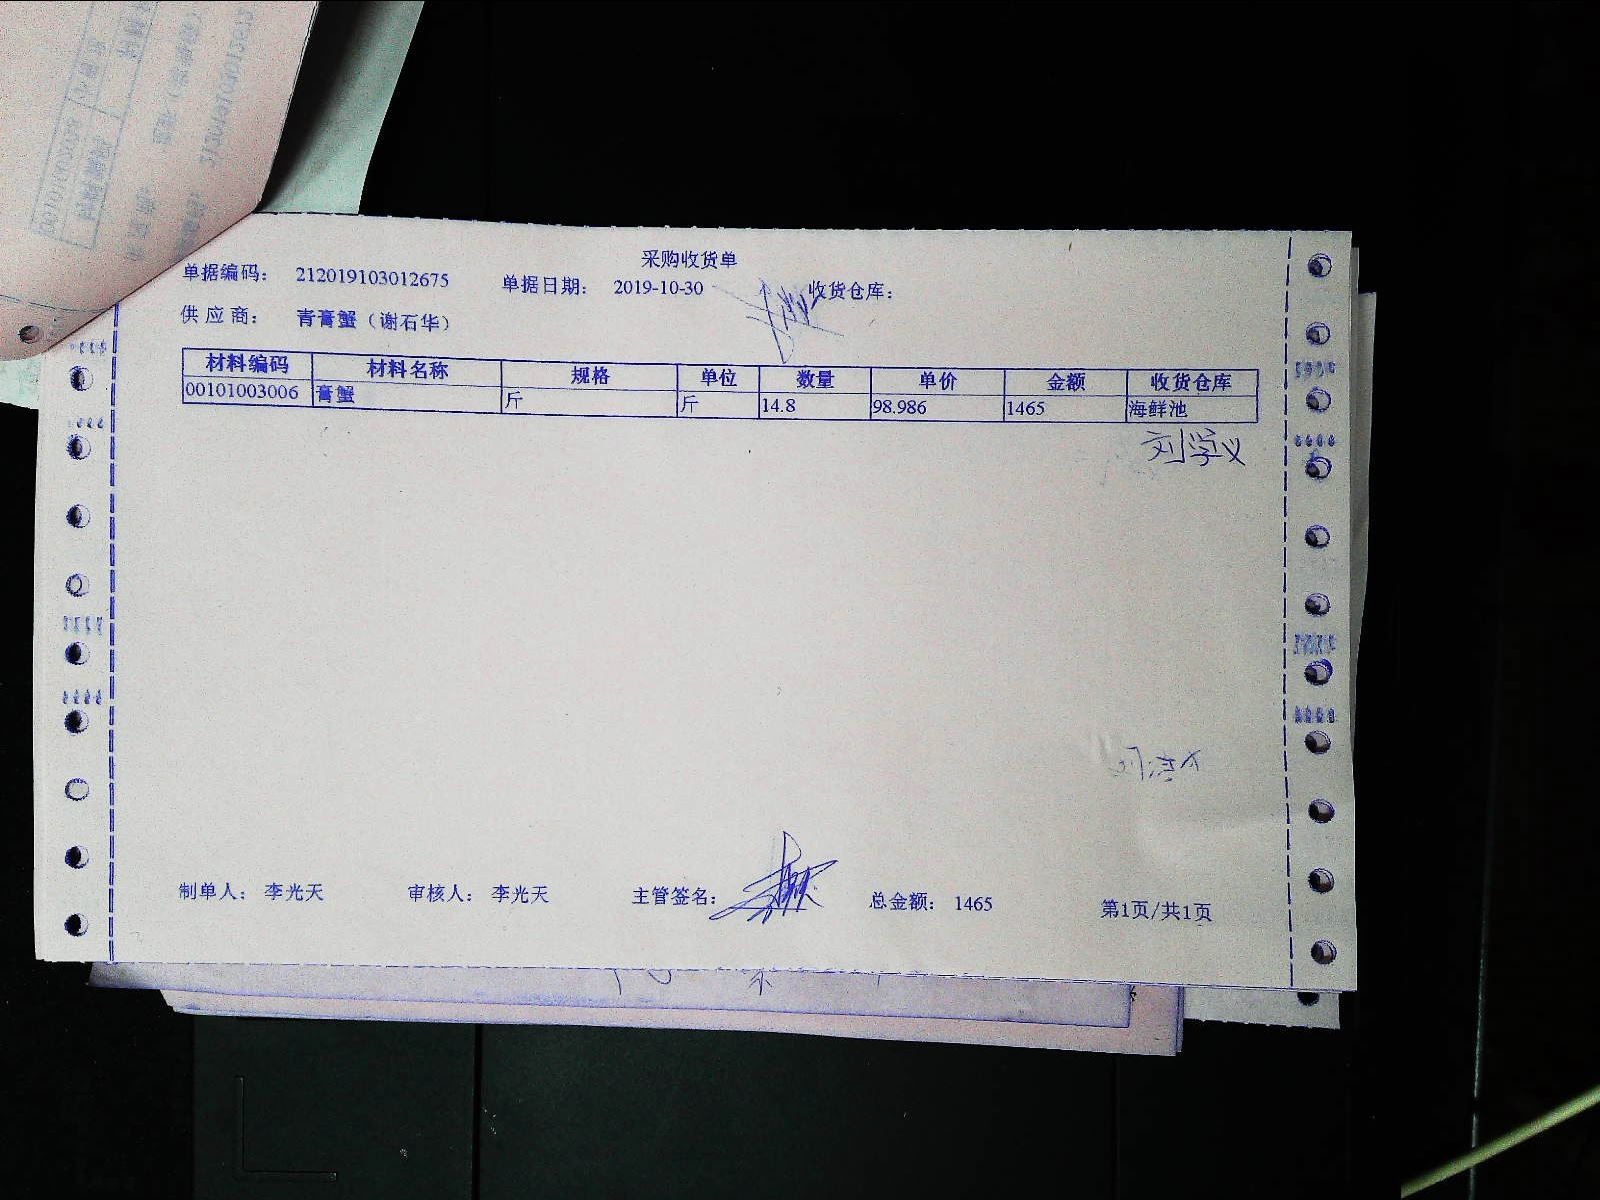 采购收货单
单据编码： 212019103012675 单据日期： 2019-10-30 收货仓库：
供 应 商： 青膏蟹（谢石华）
材料编码 材料名称 规格 单位 数量 单价 金额 收货仓库
00101003006 膏蟹 斤 斤 14.8 98.986 1465 海鲜池
刘学义
制单人： 李光天 审核人： 李光天 主管签名： 总金额： 1465 第1页/共1页